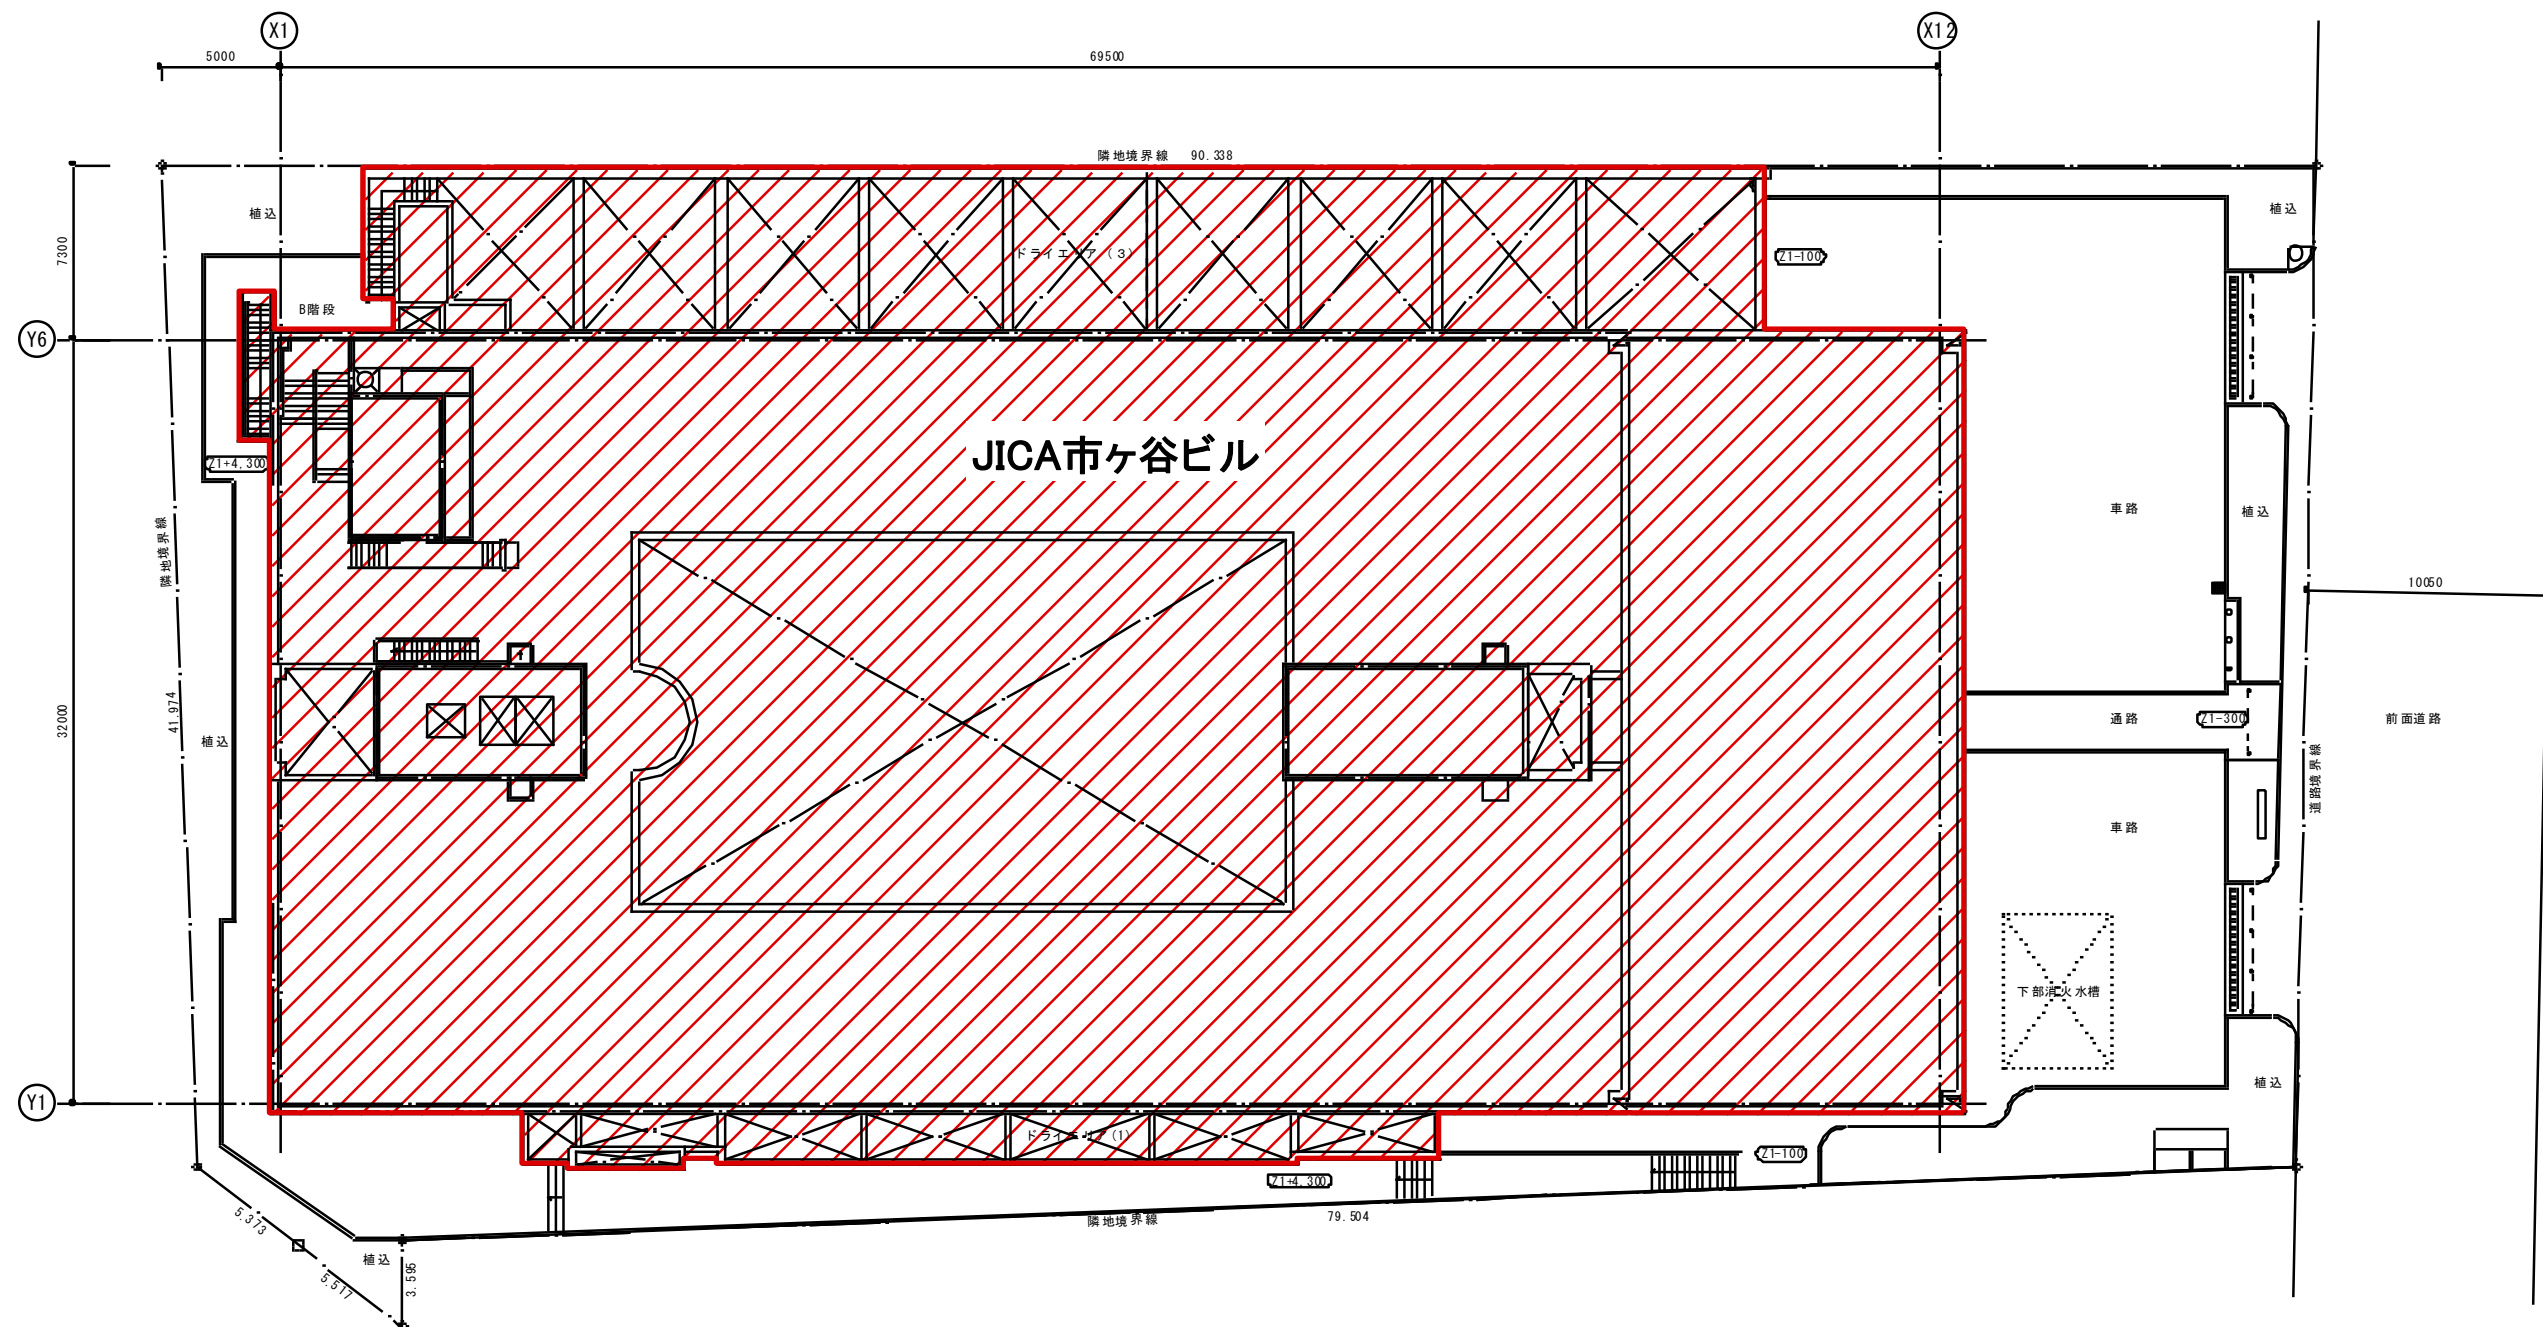 X1
X12
5000
69500
隣地境界線 90.338
植込
植込
7300
ドライエリア（3）
Z1-100
B階段
Y6
JICA市ヶ谷ビル
Z1+4,300
車路
植込
隣地境界線
10050
41.974
32000
植込
通路
Z1-300
前面道路
道路境界線
車路
下部消火水槽
植込
Y1
ドライエリア(1)
Z1-100
Z1+4,300
隣地境界線
79.504
5.373
植込
5.517
3.595